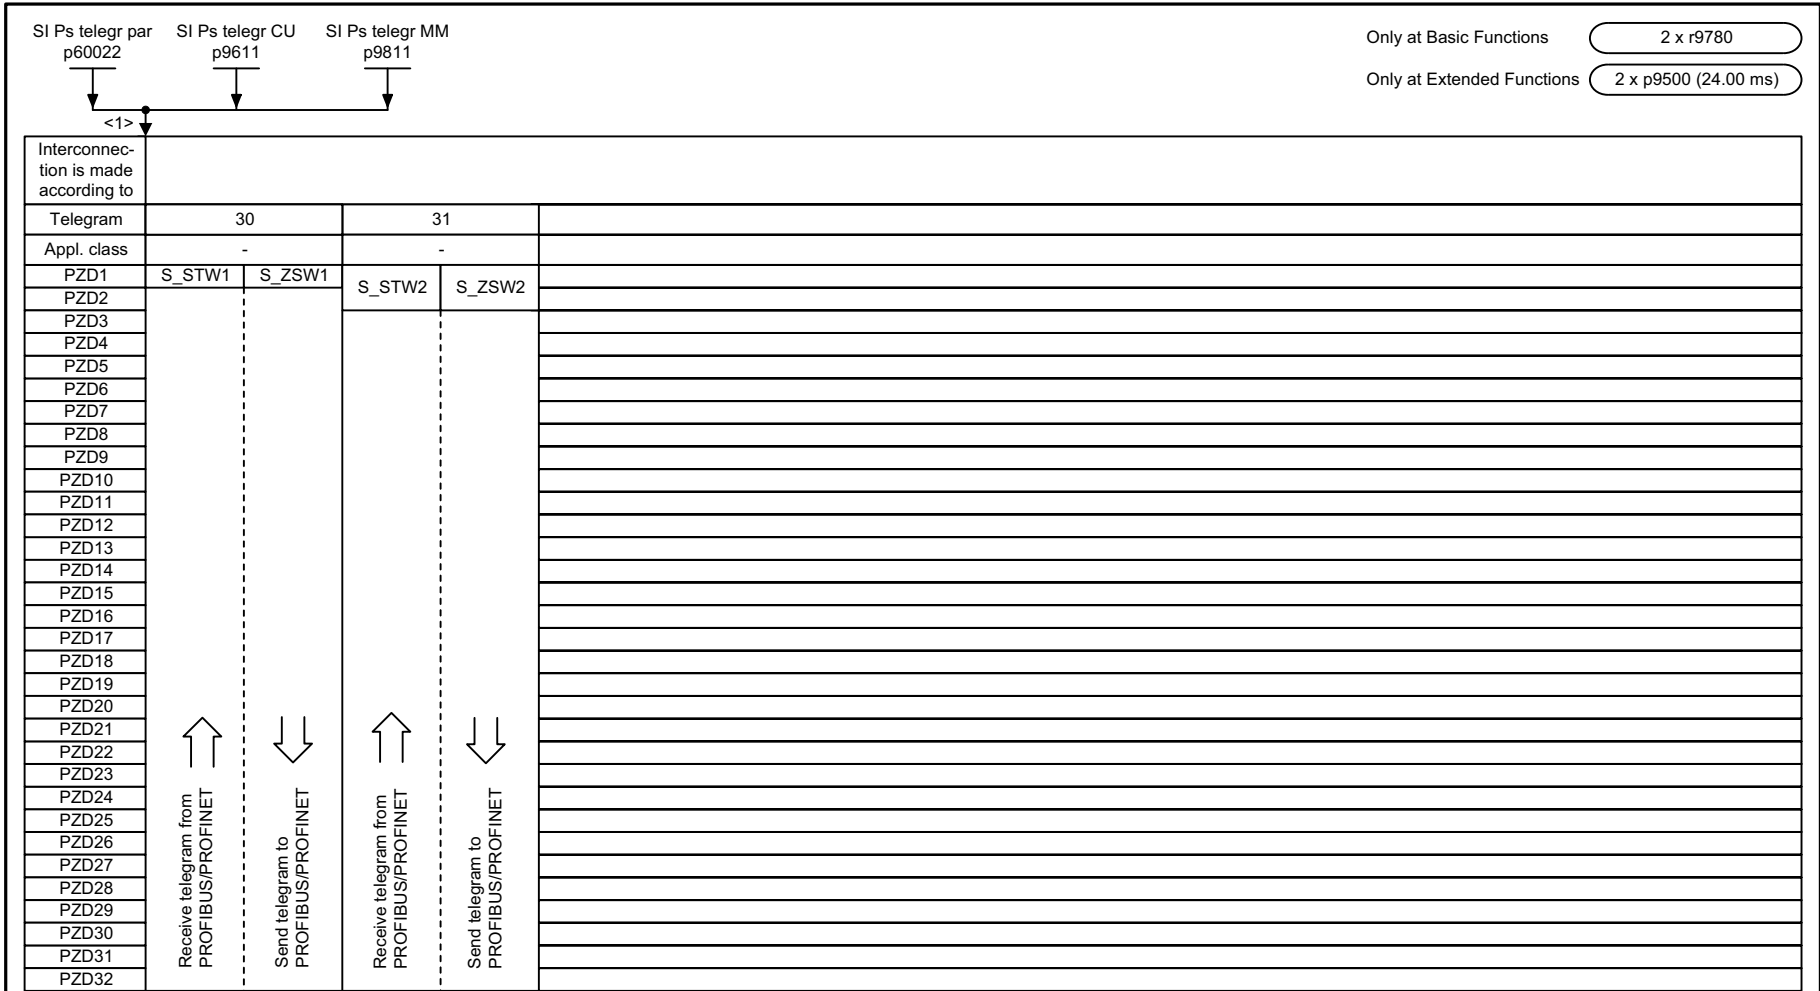 SI Ps telegr par
p60022
SI Ps telegr CU
p9611
SI Ps telegr MM
p9811
Only at Basic Functions
2 x r9780
Only at Extended Functions
2 x p9500 (24.00 ms)
<1>
Interconnec-
tion is made
according to
Telegram
30
31
Appl. class
-
-
PZD1
S_STW1
S_ZSW1
S_STW2
S_ZSW2
PZD2
PZD3
PZD4
PZD5
PZD6
PZD7
PZD8
PZD9
PZD10
PZD11
PZD12
PZD13
PZD14
PZD15
PZD16
PZD17
PZD18
PZD19
PZD20
PZD21
PZD22
PZD23
PZD24
PZD25
PZD26
PZD27
PZD28
PZD29
PZD30
PZD31
PZD32
Receive telegram from
PROFIBUS/PROFINET
Send telegram to
PROFIBUS/PROFINET
Receive telegram from
PROFIBUS/PROFINET
Send telegram to
PROFIBUS/PROFINET